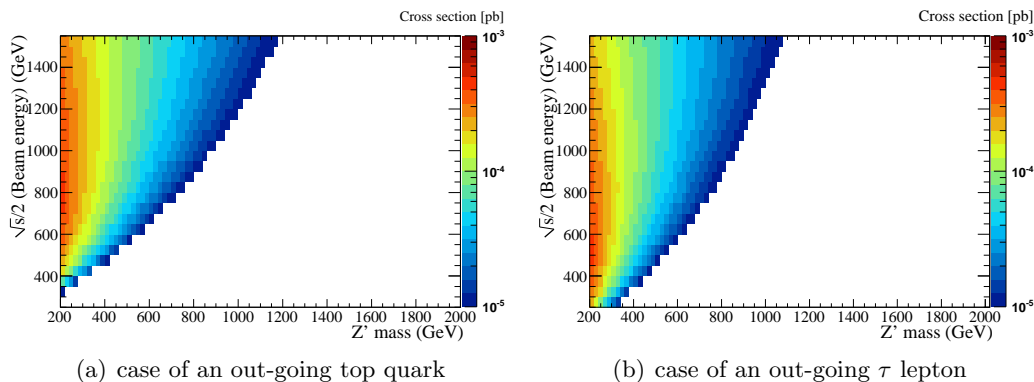 Cross section [pb]
√s/2 (Beam energy) (GeV)
1400
1200
1000
800
600
400
200 400 600 800 1000 1200 1400 1600 1800 2000
Z' mass (GeV)
10⁻³
10⁻⁴
10⁻⁵
(a) case of an out-going top quark
Cross section [pb]
√s/2 (Beam energy) (GeV)
1400
1200
1000
800
600
400
200 400 600 800 1000 1200 1400 1600 1800 2000
Z' mass (GeV)
10⁻³
10⁻⁴
10⁻⁵
(b) case of an out-going τ lepton